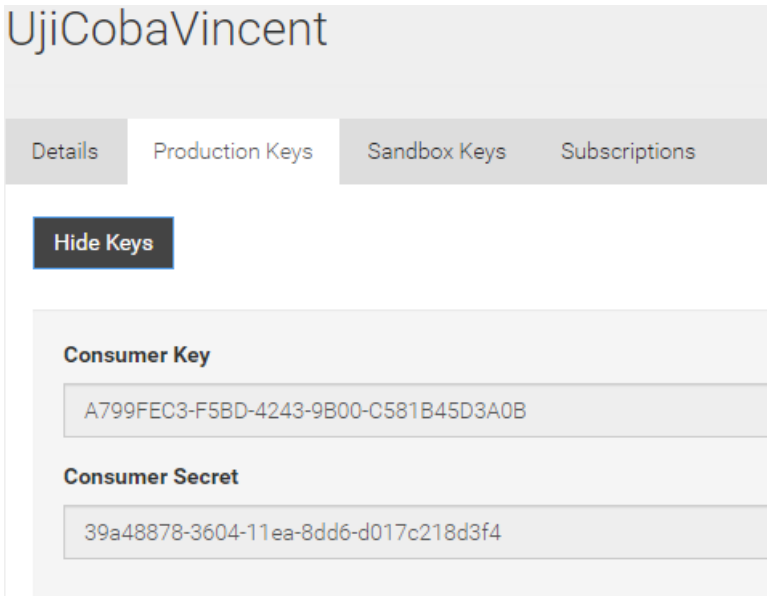 UjiCobaVincent
Details Production Keys Sandbox Keys Subscriptions
Hide Keys
Consumer Key
A799FEC3-F5BD-4243-9B00-C581B45D3A0B
Consumer Secret
39a48878-3604-11ea-8dd6-d017c218d3f4